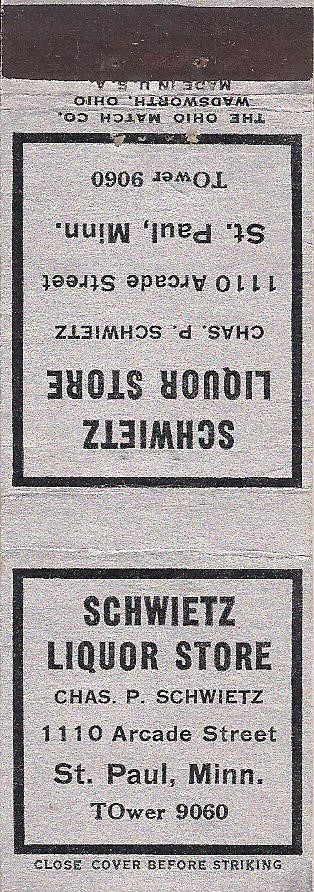 MADE IN U.S.A.
WADSWORTH, OHIO
THE OHIO MATCH CO.
TOwer 9060
St. Paul, Minn.
1110 Arcade Street
CHAS. P. SCHWIETZ
LIQUOR STORE
SCHWIETZ
SCHWIETZ
LIQUOR STORE
CHAS. P. SCHWIETZ
1110 Arcade Street
St. Paul, Minn.
TOwer 9060
CLOSE COVER BEFORE STRIKING